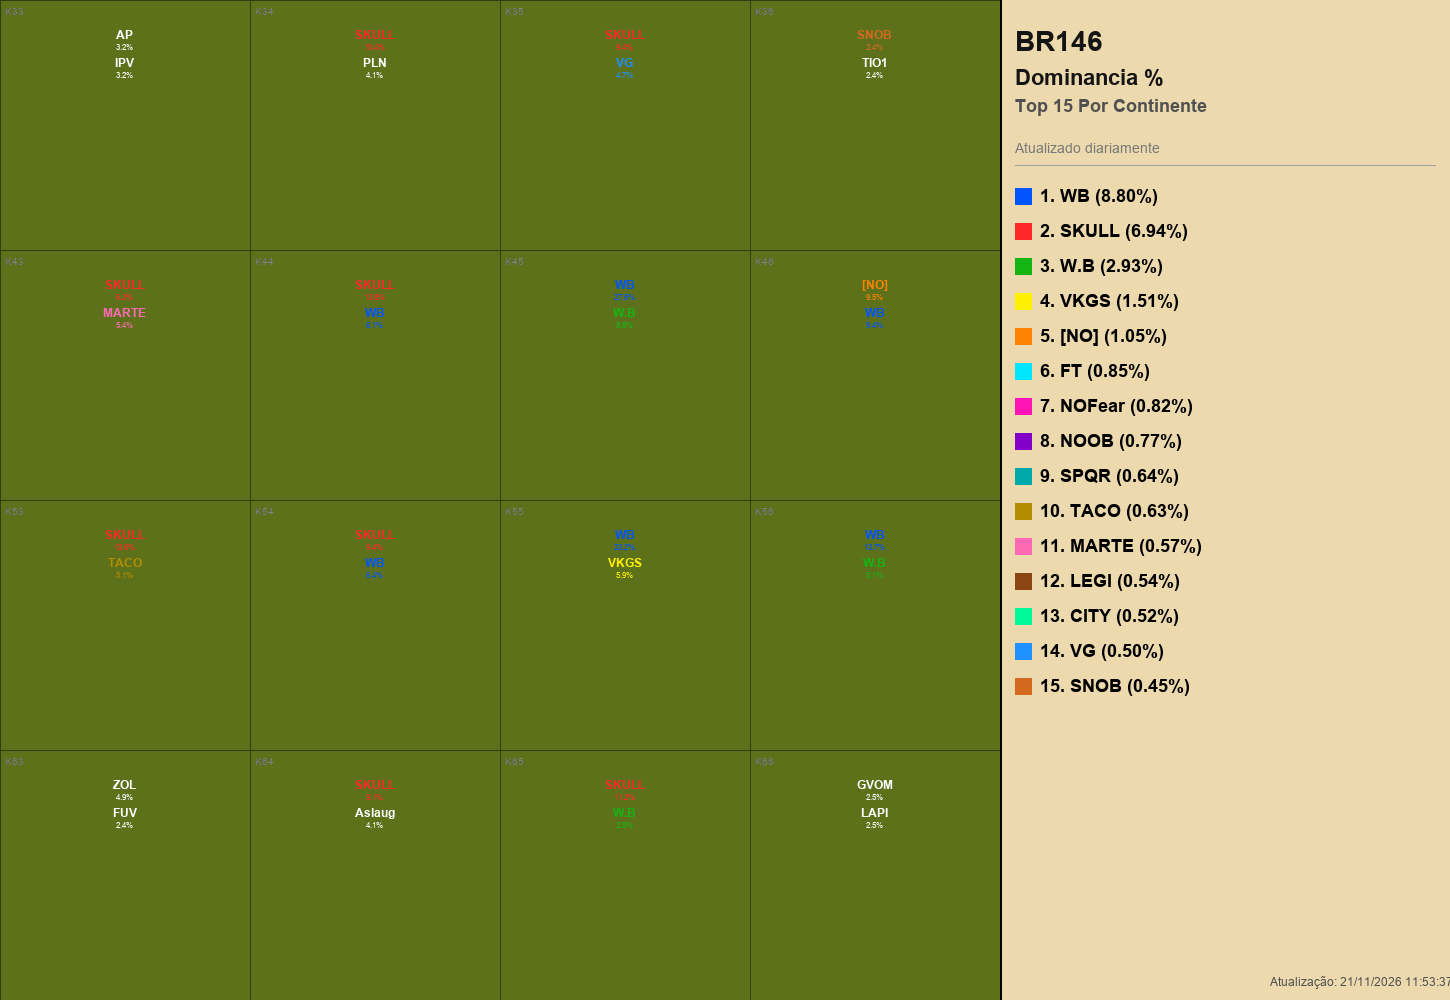 K33
AP
3.2%
IPV
3.2%
K34
SKULL
PLN
4.1%
K35
SKULL
VG
4.7%
K36
SNOB
2.4%
TIO1
2.4%
K43
SKULL
MARTE
5.4%
K44
SKULL
WB
K45
WB
W.B
K46
[NO]
9.5%
WB
K53
SKULL
TACO
5.1%
K54
SKULL
WB
K55
WB
VKGS
5.9%
K56
WB
W.B
K63
ZOL
4.9%
FUV
2.4%
K64
SKULL
Aslaug
4.1%
K65
SKULL
W.B
K66
GVOM
2.5%
LAPI
2.5%
BR146
Dominancia %
Top 15 Por Continente
Atualizado diariamente
1. WB (8.80%)
2. SKULL (6.94%)
3. W.B (2.93%)
4. VKGS (1.51%)
5. [NO] (1.05%)
6. FT (0.85%)
7. NOFear (0.82%)
8. NOOB (0.77%)
9. SPQR (0.64%)
10. TACO (0.63%)
11. MARTE (0.57%)
12. LEGI (0.54%)
13. CITY (0.52%)
14. VG (0.50%)
15. SNOB (0.45%)
Atualização: 21/11/2026 11:53:37